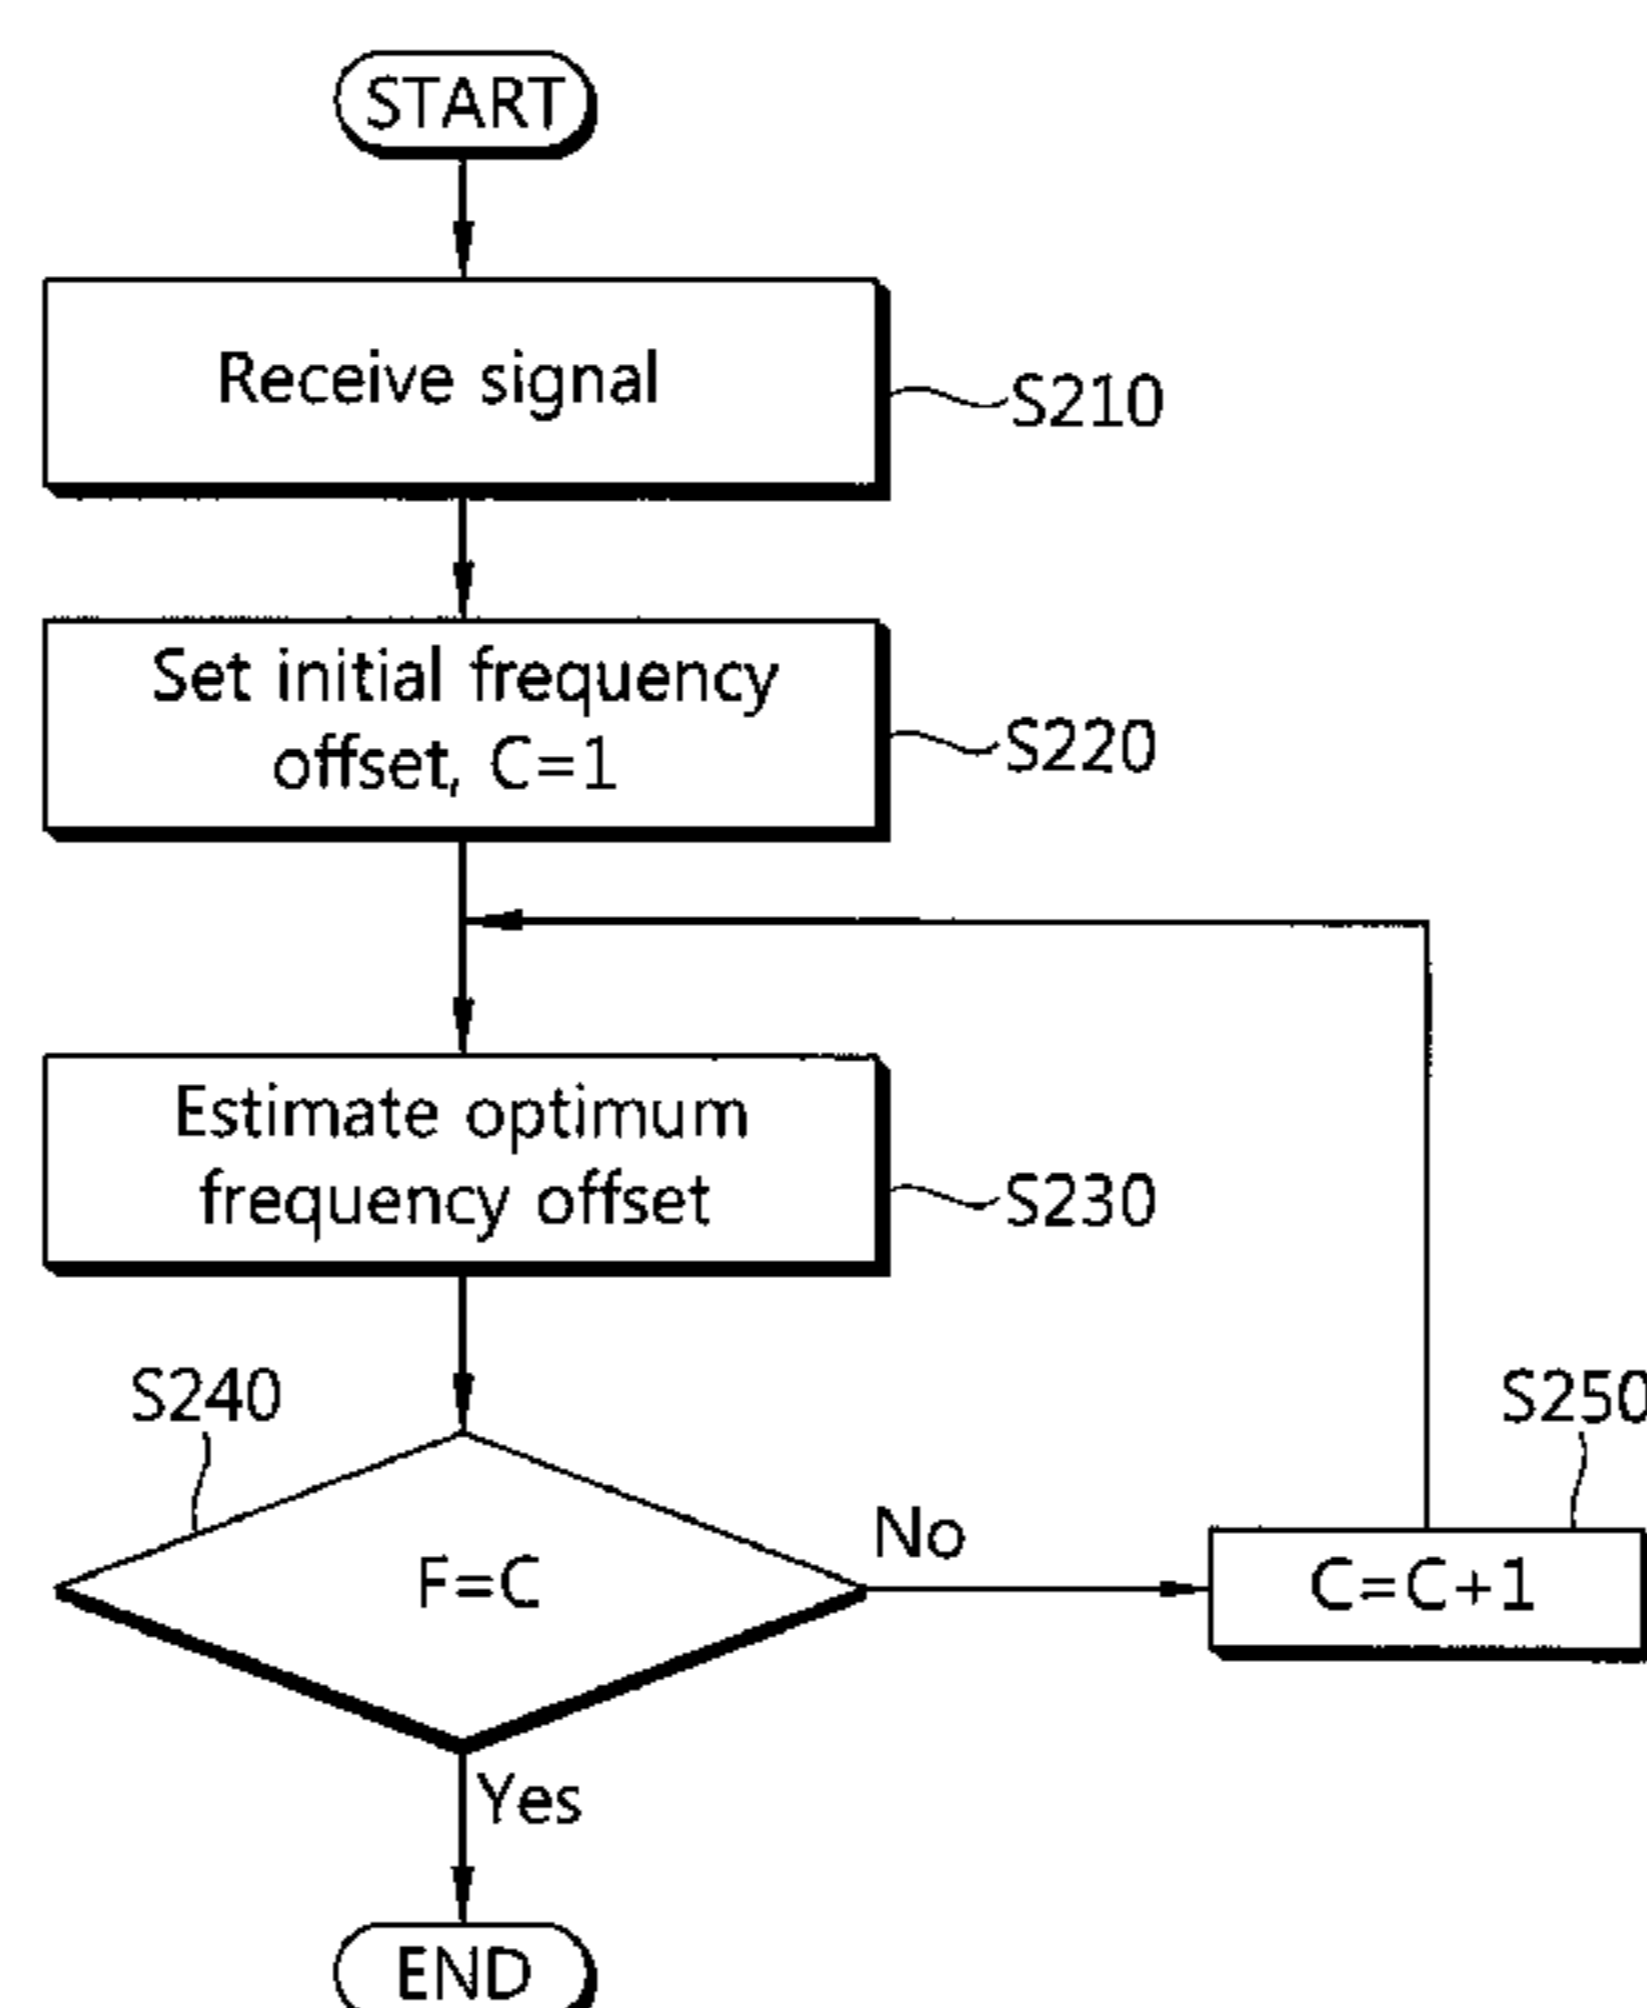 START
Receive signal
S210
Set initial frequency
offset, C=1
S220
Estimate optimum
frequency offset
S230
S240
S250
F=C
No
C=C+1
Yes
END